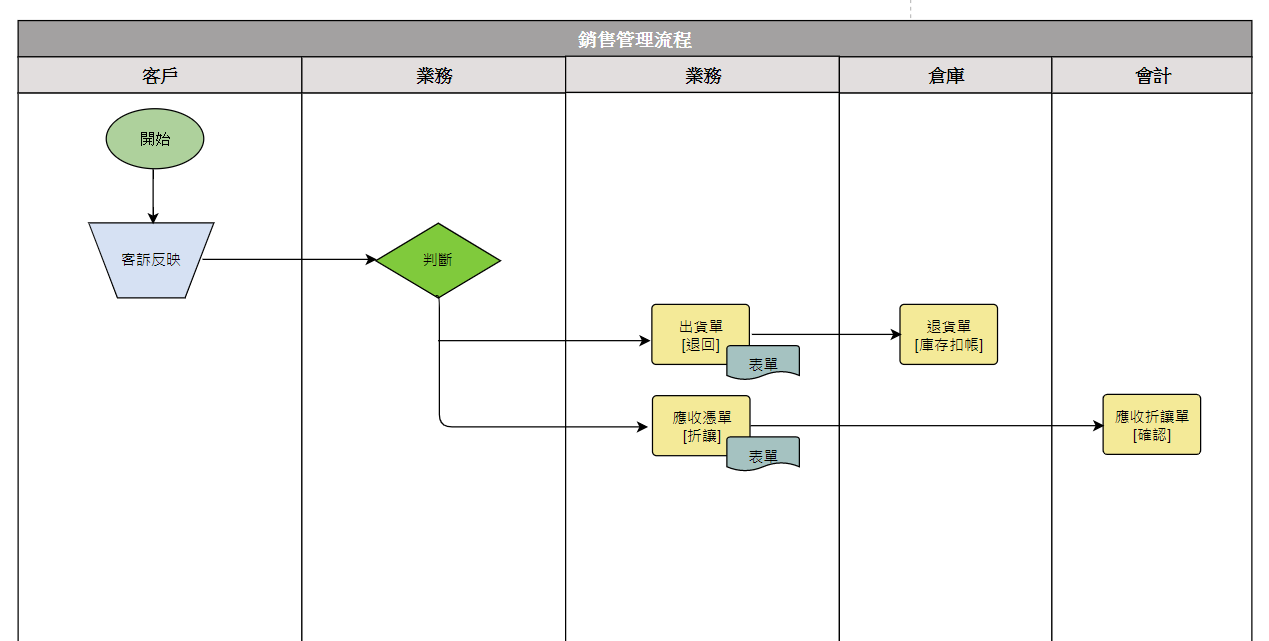 銷售管理流程
客戶
業務
業務
倉庫
會計
開始
客訴反映
判斷
出貨單
[退回]
表單
退貨單
[庫存扣帳]
應收憑單
[折讓]
表單
應收折讓單
[確認]